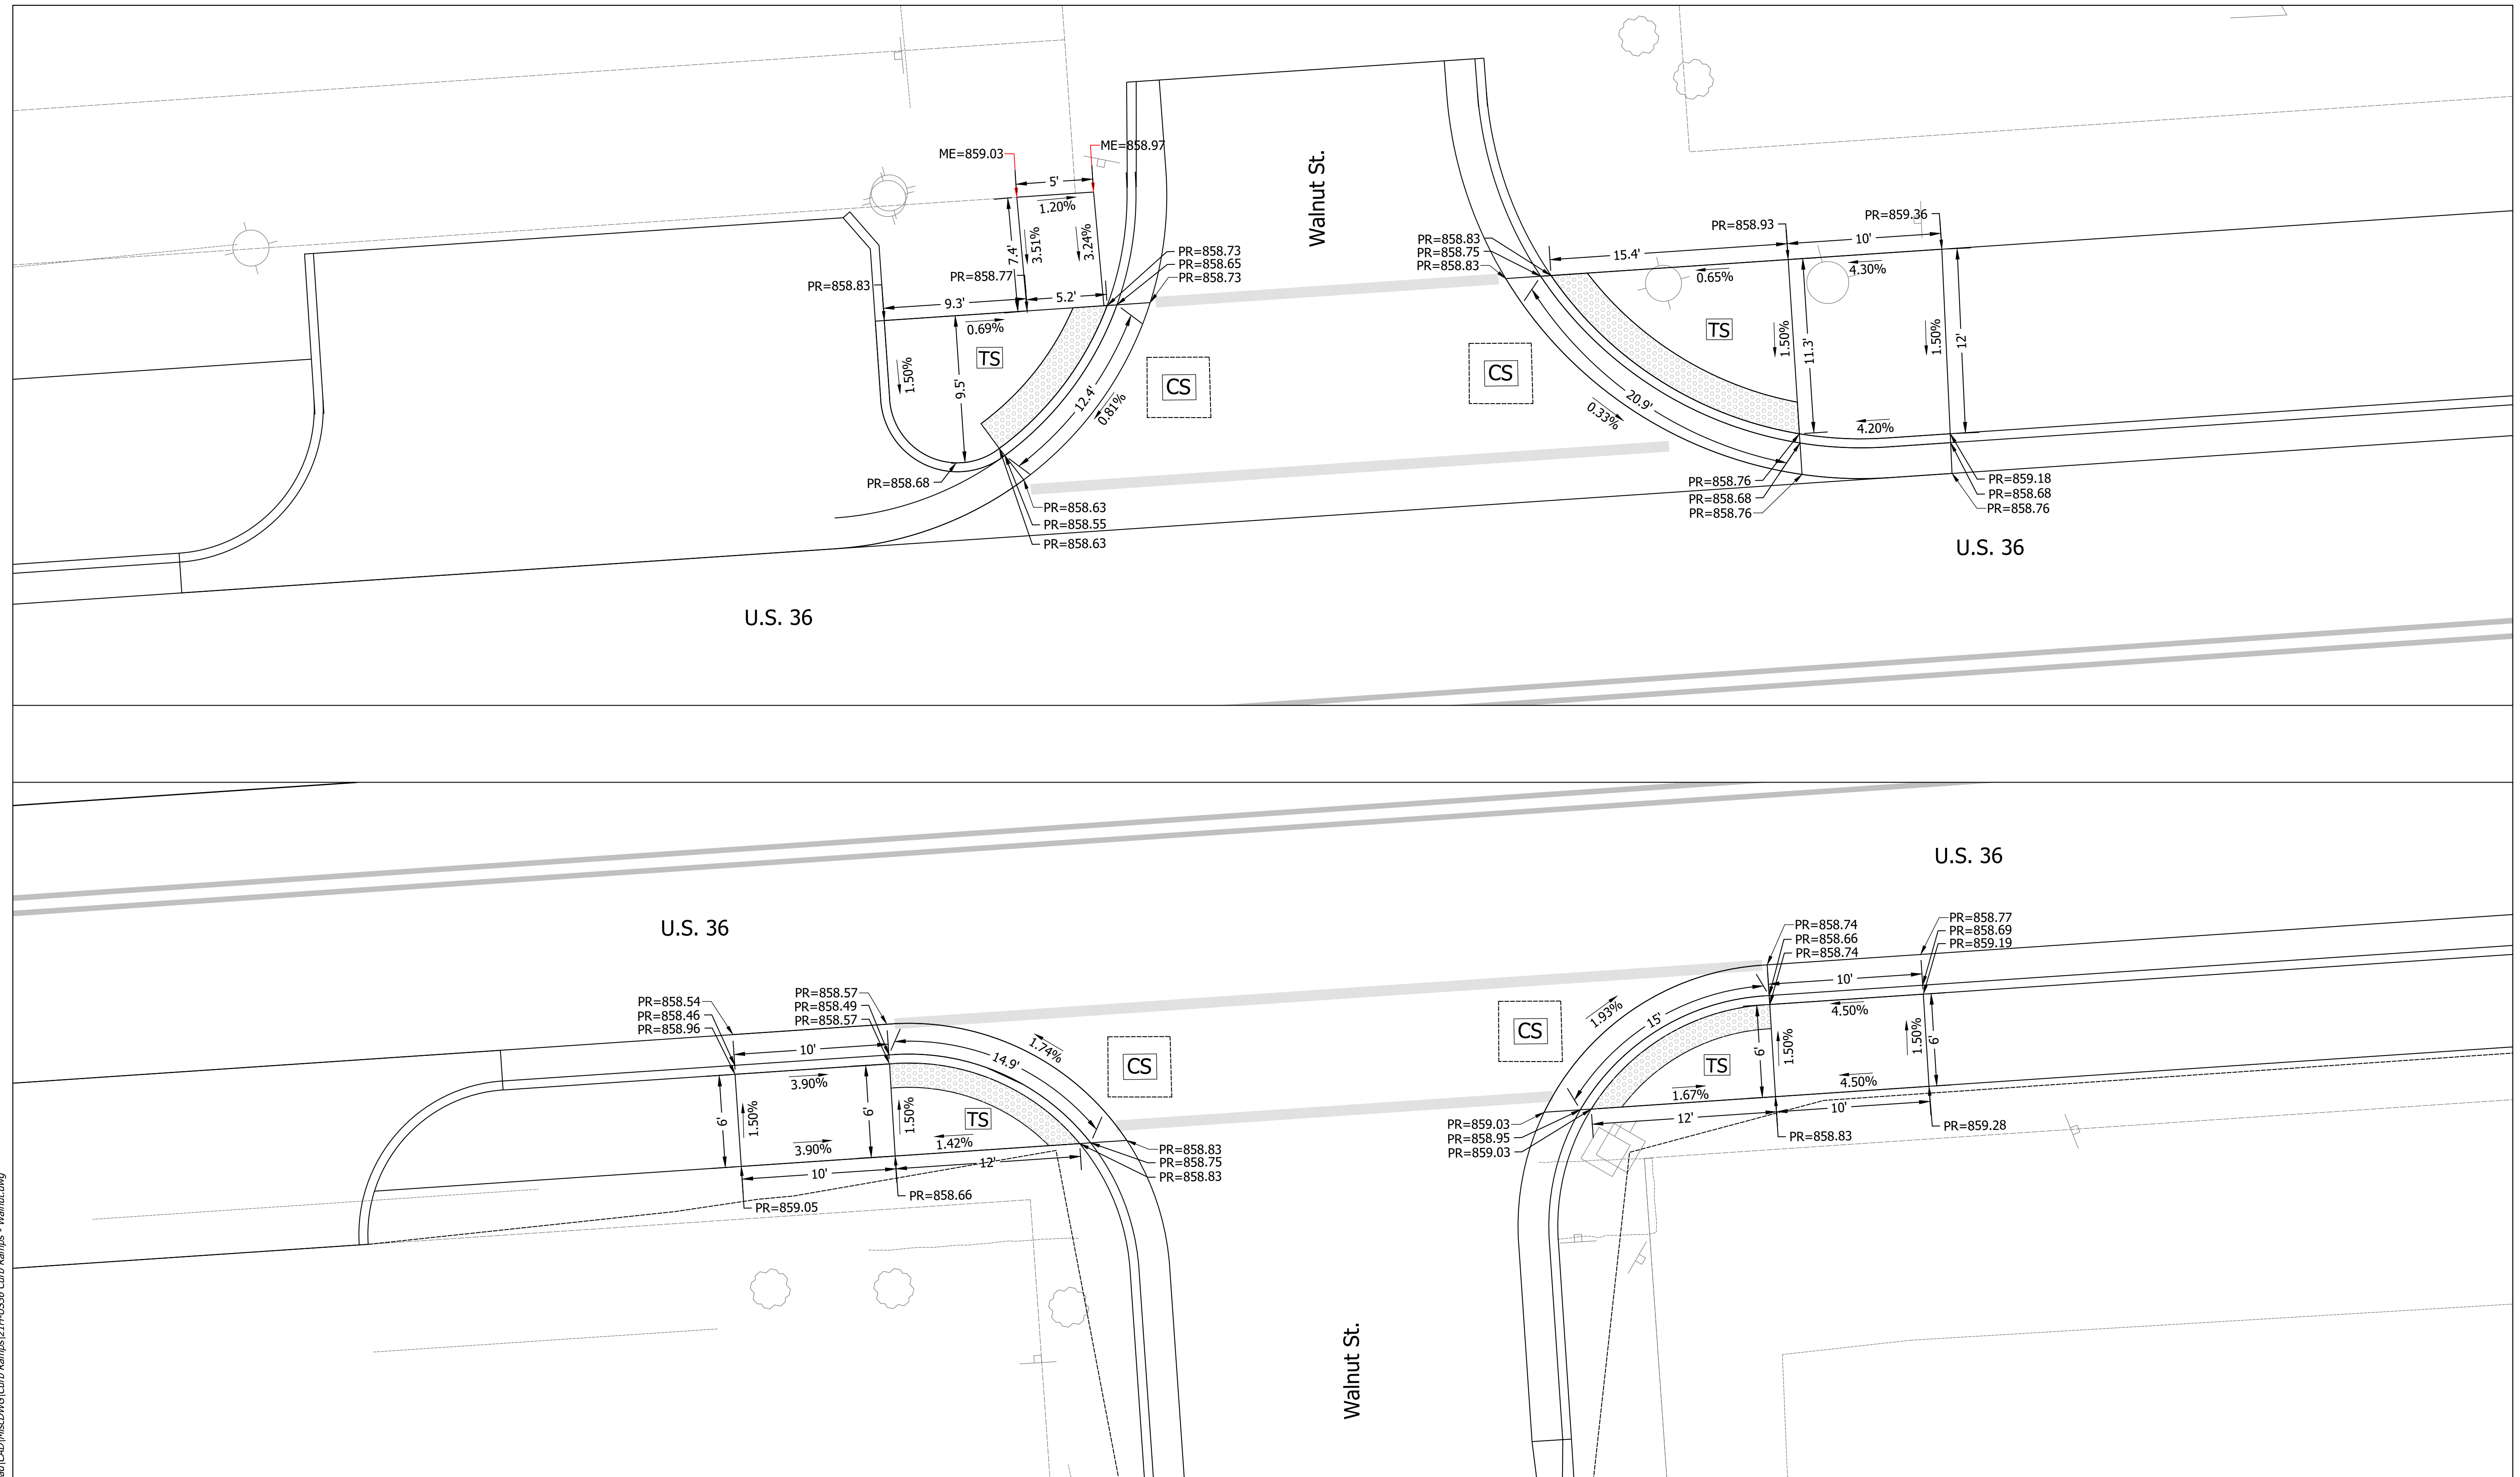 ME=859.03
ME=858.97
5'
1.20%
7.4'
3.51%
3.24%
PR=858.77
PR=858.83
9.3'
5.2'
0.69%
PR=858.73
PR=858.65
PR=858.73
TS
1.50%
9.5'
12.4'
0.81%
CS
PR=858.68
PR=858.63
PR=858.55
PR=858.63
Walnut St.
PR=858.83
PR=858.75
PR=858.83
PR=858.93
PR=859.36
15.4'
10'
0.65%
4.30%
TS
1.50%
11.3'
1.50%
12'
CS
20.9'
0.33%
4.20%
PR=858.76
PR=858.68
PR=858.76
PR=859.18
PR=858.68
PR=858.76
U.S. 36
U.S. 36
U.S. 36
U.S. 36
PR=858.54
PR=858.46
PR=858.96
PR=858.57
PR=858.49
PR=858.57
10'
14.9'
1.74%
CS
3.90%
6'
1.50%
6'
1.50%
TS
3.90%
1.42%
10'
12'
PR=858.83
PR=858.75
PR=858.83
PR=858.66
PR=859.05
PR=858.74
PR=858.66
PR=858.74
PR=858.77
PR=858.69
PR=859.19
10'
1.93%
15'
CS
4.50%
6'
1.50%
1.50%
6'
TS
1.67%
4.50%
12'
10'
PR=859.03
PR=858.95
PR=859.03
PR=858.83
PR=859.28
Walnut St.